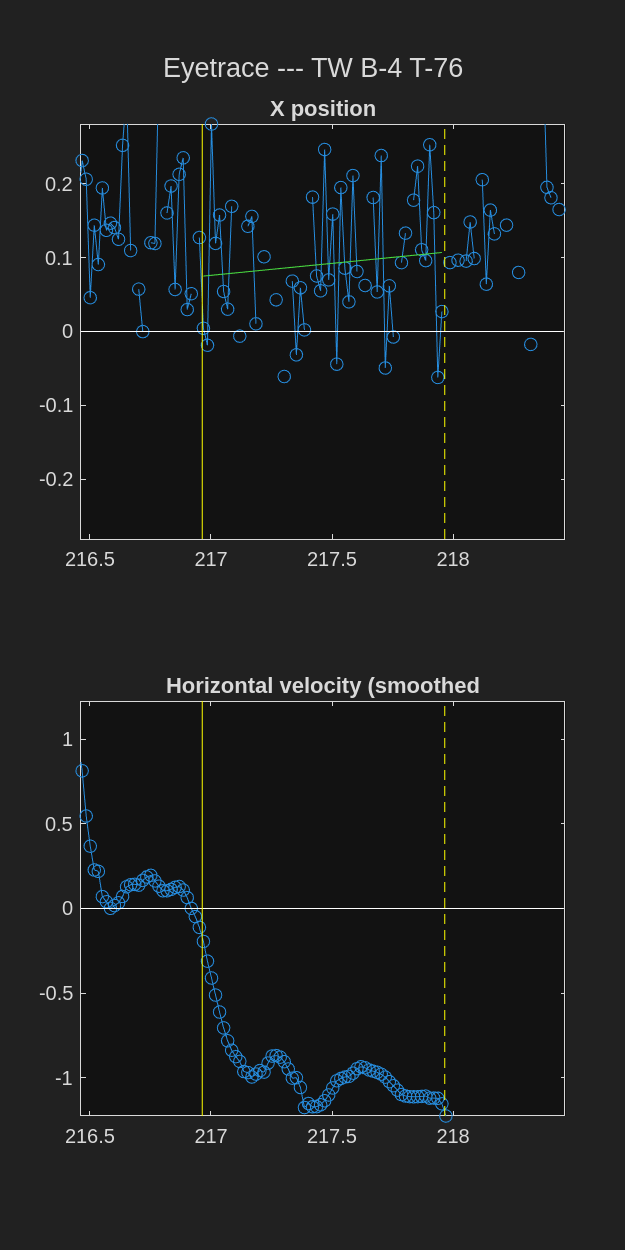 Eyetrace --- TW B-4 T-76
X position
0.2
0.1
0
-0.1
-0.2
216.5 217 217.5 218
Horizontal velocity (smoothed
1
0.5
0
-0.5
-1
216.5 217 217.5 218